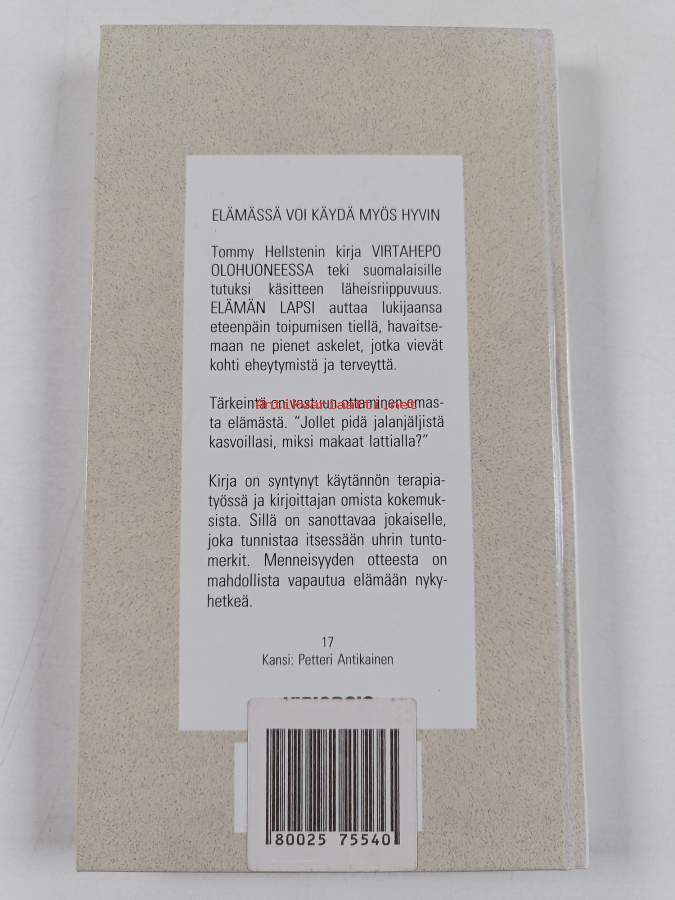 ELÄMÄSSÄ VOI KÄYDÄ MYÖS HYVIN
Tommy Hellstenin kirja VIRTAHEPO
OLOHUONEESSA teki suomalaisille
tutuksi käsitteen läheisriippuvuus.
ELÄMÄN LAPSI auttaa lukijaansa
eteenpäin toipumisen tiellä, havaitse-
maan ne pienet askelet, jotka vievät
kohti eheytymistä ja terveyttä.
Tärkeintä on vastuun ottaminen omas-
antikvariaatti.net
ta elämästä. “Jollet pidä jalanjäljistä
kasvoillasi, miksi makaat lattialla?”
Kirja on syntynyt käytännön terapia-
työssä ja kirjoittajan omista kokemuk-
sista. Sillä on sanottavaa jokaiselle,
joka tunnistaa itsessään uhrin tunto-
merkit. Menneisyyden otteesta on
mahdollista vapautua elämään nyky-
hetkeä.
17
Kansi: Petteri Antikainen
80025 75540